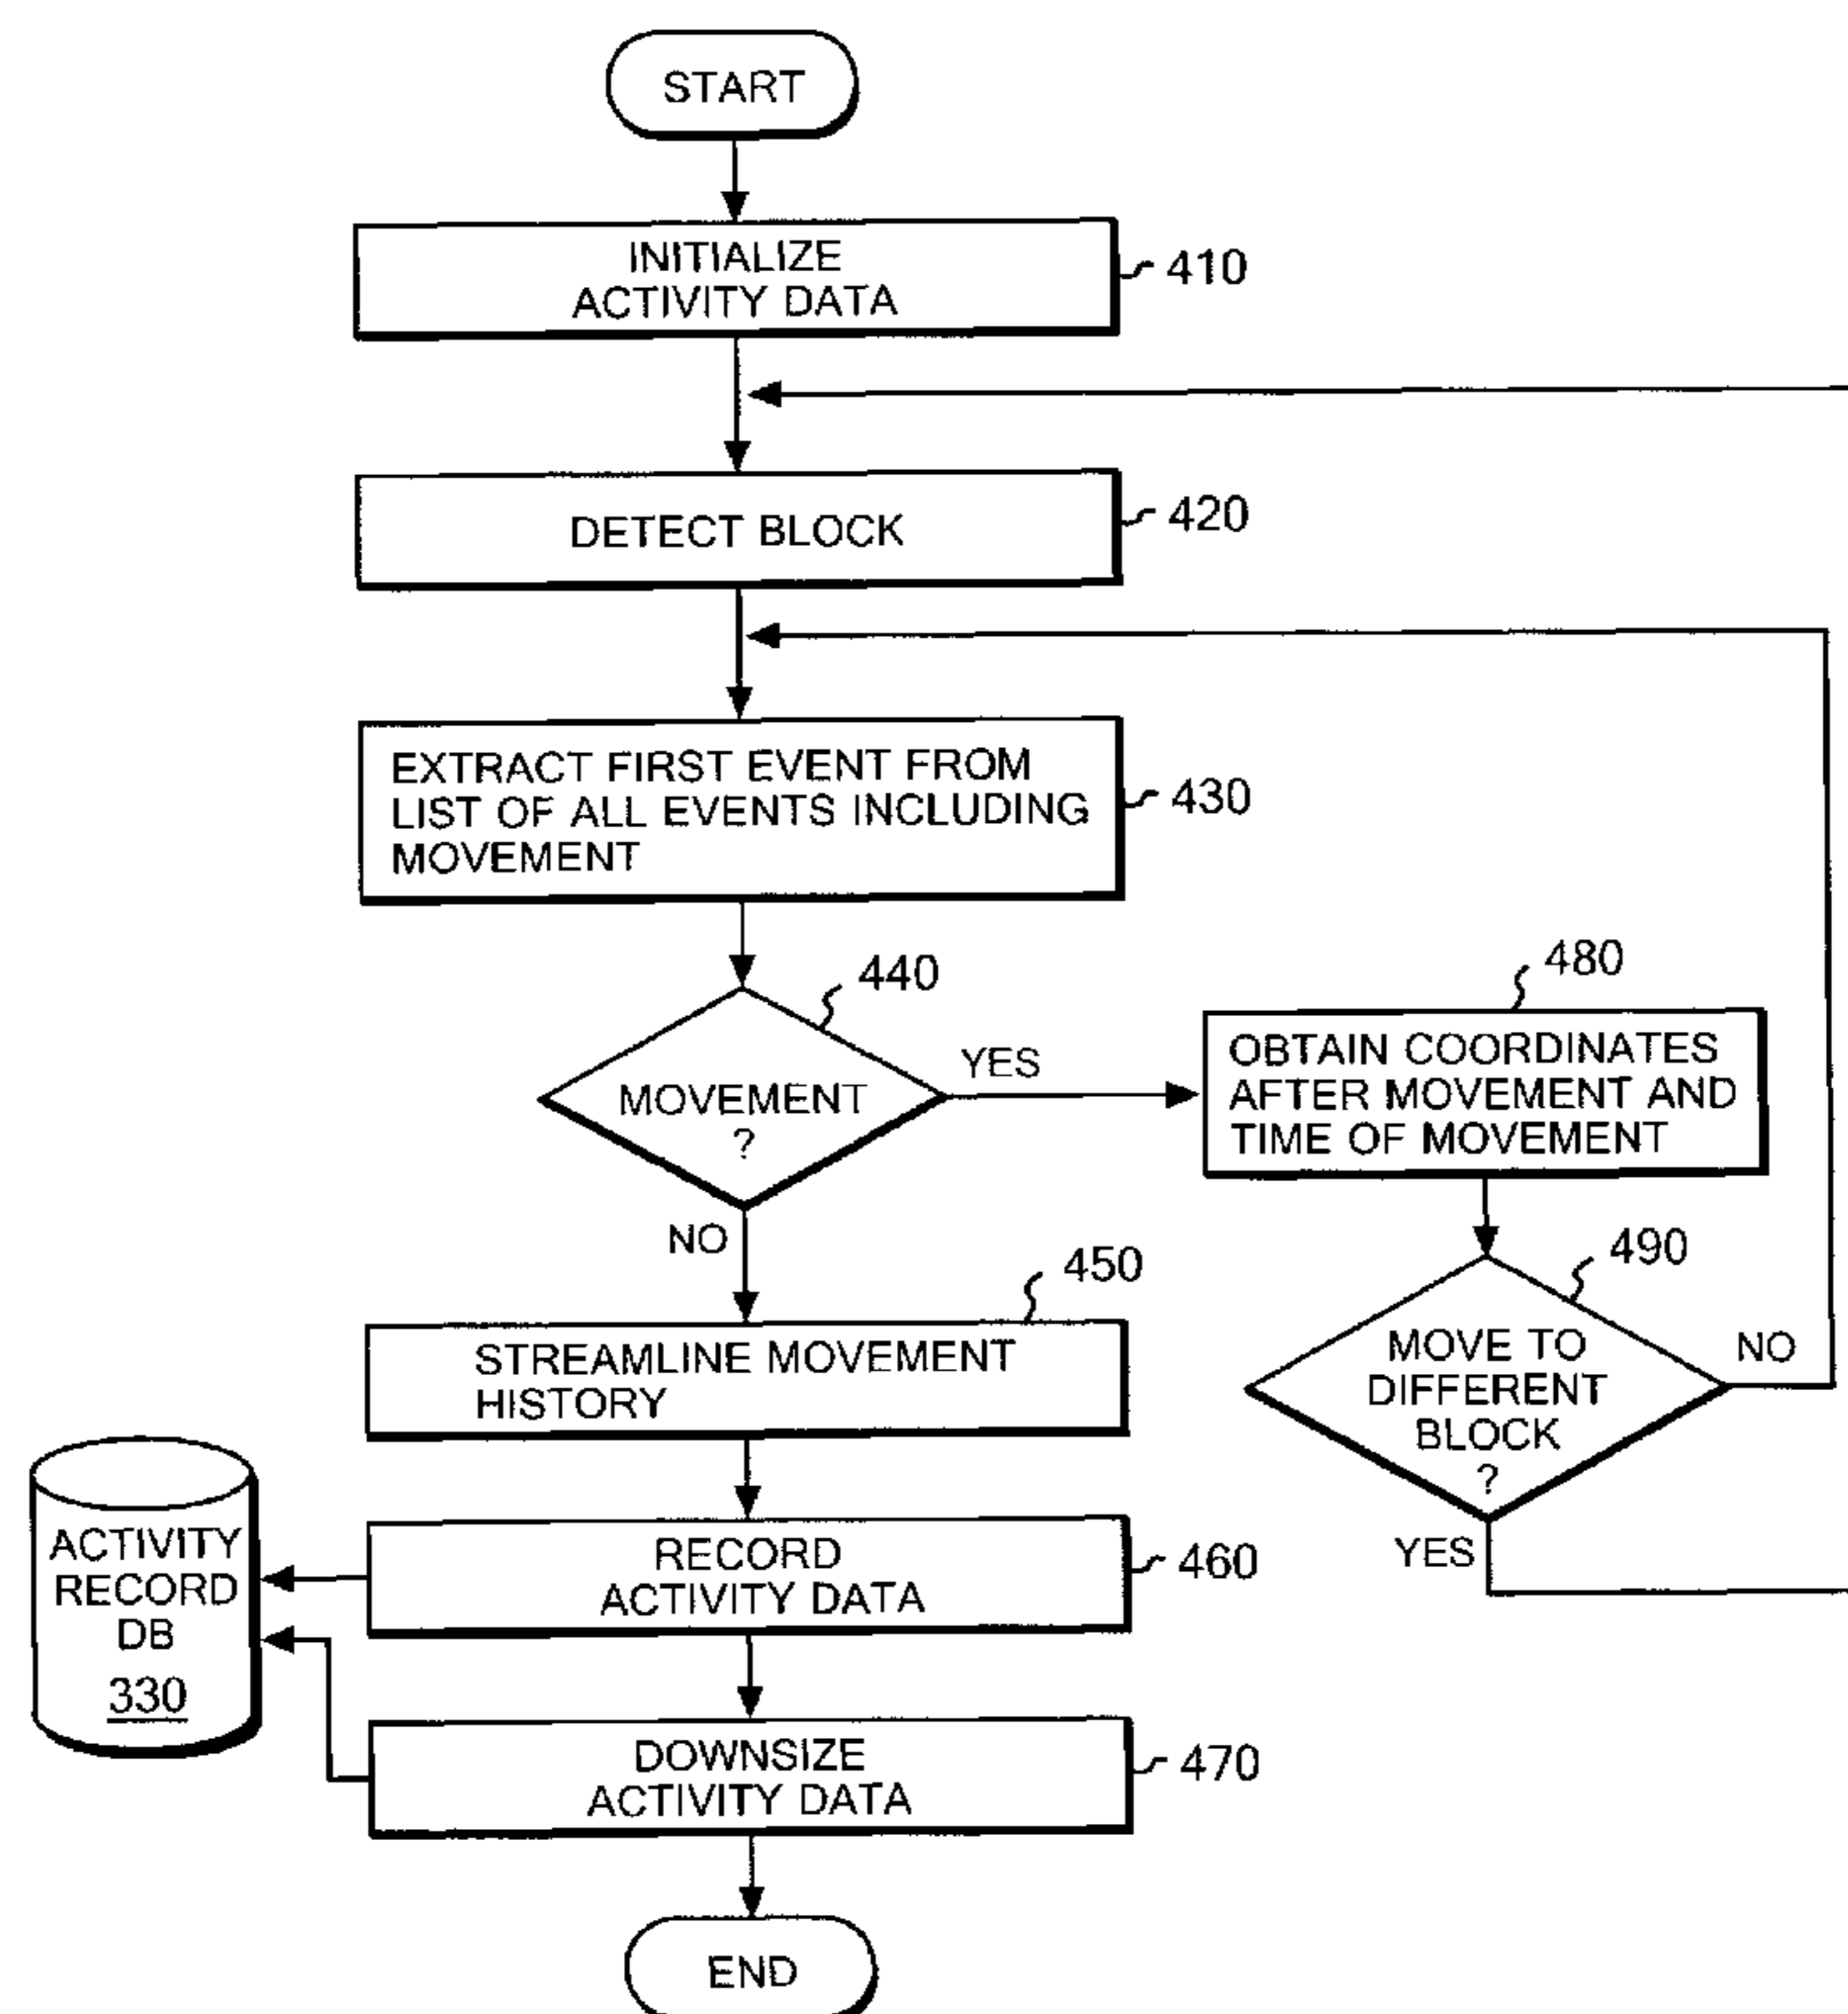 START
INITIALIZE
ACTIVITY DATA
410
DETECT BLOCK
420
EXTRACT FIRST EVENT FROM
LIST OF ALL EVENTS INCLUDING
MOVEMENT
430
440
MOVEMENT
?
YES
NO
480
OBTAIN COORDINATES
AFTER MOVEMENT AND
TIME OF MOVEMENT
490
MOVE TO
DIFFERENT
BLOCK
?
NO
YES
450
STREAMLINE MOVEMENT
HISTORY
RECORD
ACTIVITY DATA
460
ACTIVITY
RECORD
DB
330
DOWNSIZE
ACTIVITY DATA
470
END